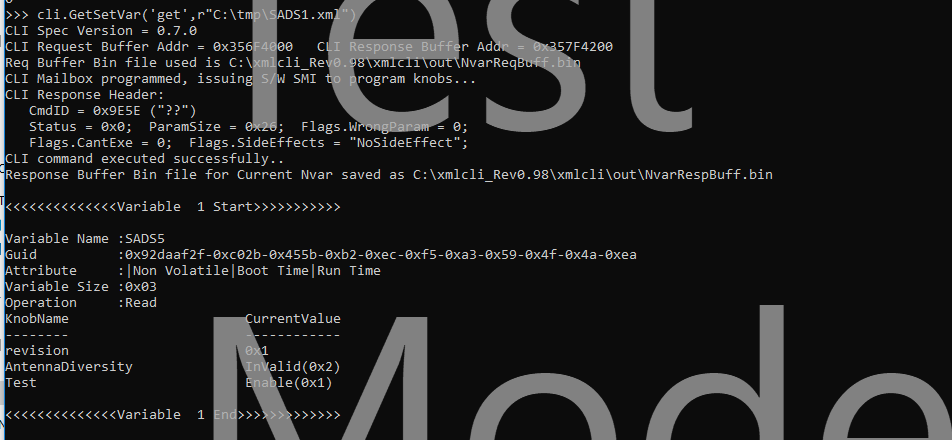 >>> cli.GetSetVar('get',r"C:\tmp\SADS1.xml")
CLI Spec Version = 0.7.0
CLI Request Buffer Addr = 0x356F4000   CLI Response Buffer Addr = 0x357F4200
Req Buffer Bin file used is C:\xmlcli_Rev0.98\xmlcli\out\NvarReqBuff.bin
CLI Mailbox programmed, issuing S/W SMI to program knobs...
CLI Response Header:
   CmdID = 0x9E5E ("??")
   Status = 0x0;  ParamSize = 0x26;  Flags.WrongParam = 0;
   Flags.CantExe = 0;  Flags.SideEffects = "NoSideEffect";
CLI command executed successfully..
Response Buffer Bin file for Current Nvar saved as C:\xmlcli_Rev0.98\xmlcli\out\NvarRespBuff.bin
<<<<<<<<<<<<<<Variable  1 Start>>>>>>>>>>>
Variable Name :SADS5
Guid          :0x92daaf2f-0xc02b-0x455b-0xb2-0xec-0xf5-0xa3-0x59-0x4f-0x4a-0xea
Attribute     :|Non Volatile|Boot Time|Run Time
Variable Size :0x03
Operation     :Read
KnobName                      CurrentValue
--------                      ------------
revision                      0x1
AntennaDiversity              InValid(0x2)
Test                          Enable(0x1)
<<<<<<<<<<<<<<Variable  1 End>>>>>>>>>>>>>
Test
Mode